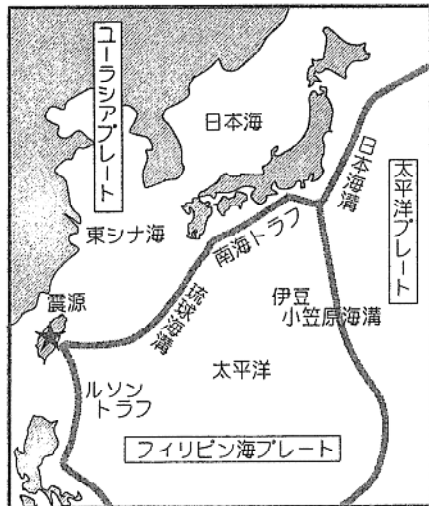 ユーラシアプレート
日本海
日本海溝
太平洋プレート
東シナ海
南海トラフ
琉球海溝
伊豆
小笠原海溝
震源
太平洋
ルソン
トラフ
フィリピン海プレート